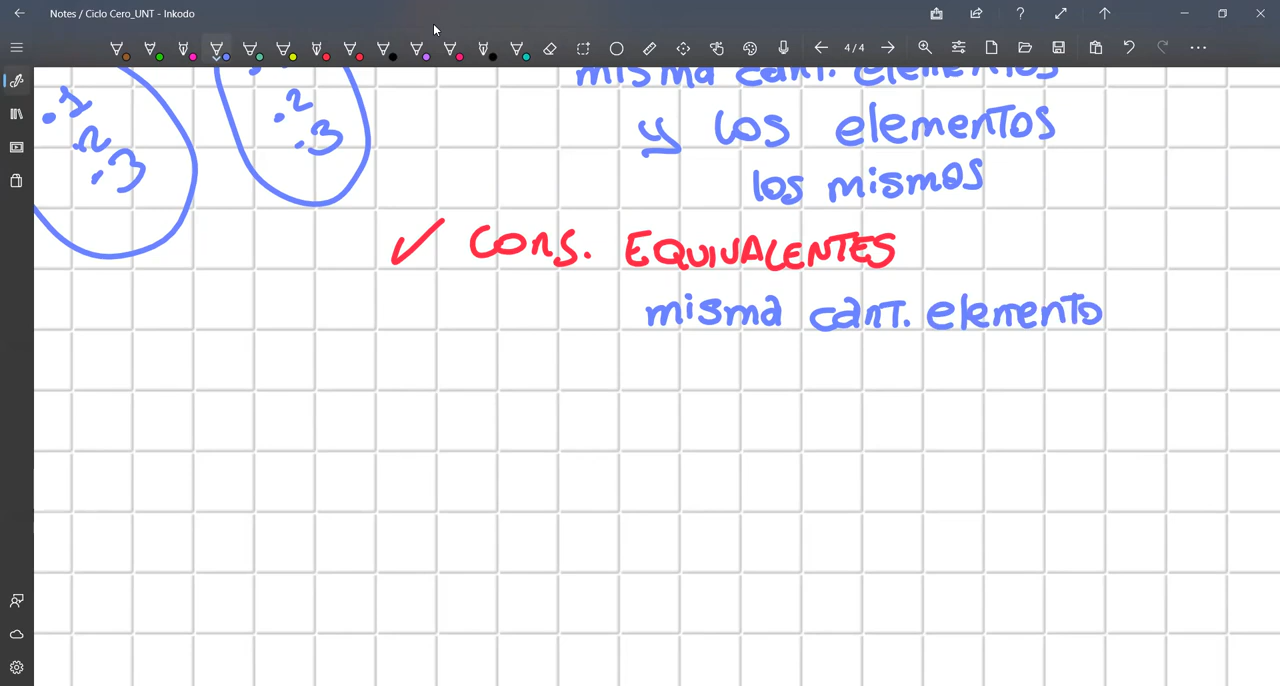 Notes / Ciclo Cero_UNT - Inkodo
4 / 4
misma cant. elementos
.1
.2
.3
.2
.3
y los elementos
los mismos
✓ Cons. EQUIVALENTES
misma cant. elemento